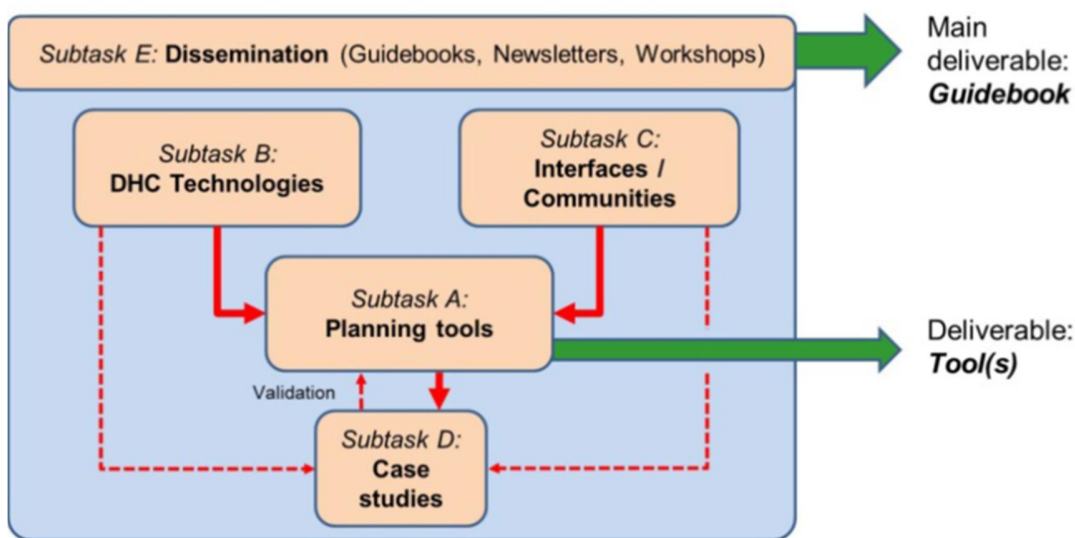 Subtask E: Dissemination (Guidebooks, Newsletters, Workshops)
Main
deliverable:
Guidebook
Subtask B:
DHC Technologies
Subtask C:
Interfaces /
Communities
Subtask A:
Planning tools
Deliverable:
Tool(s)
Validation
Subtask D:
Case
studies